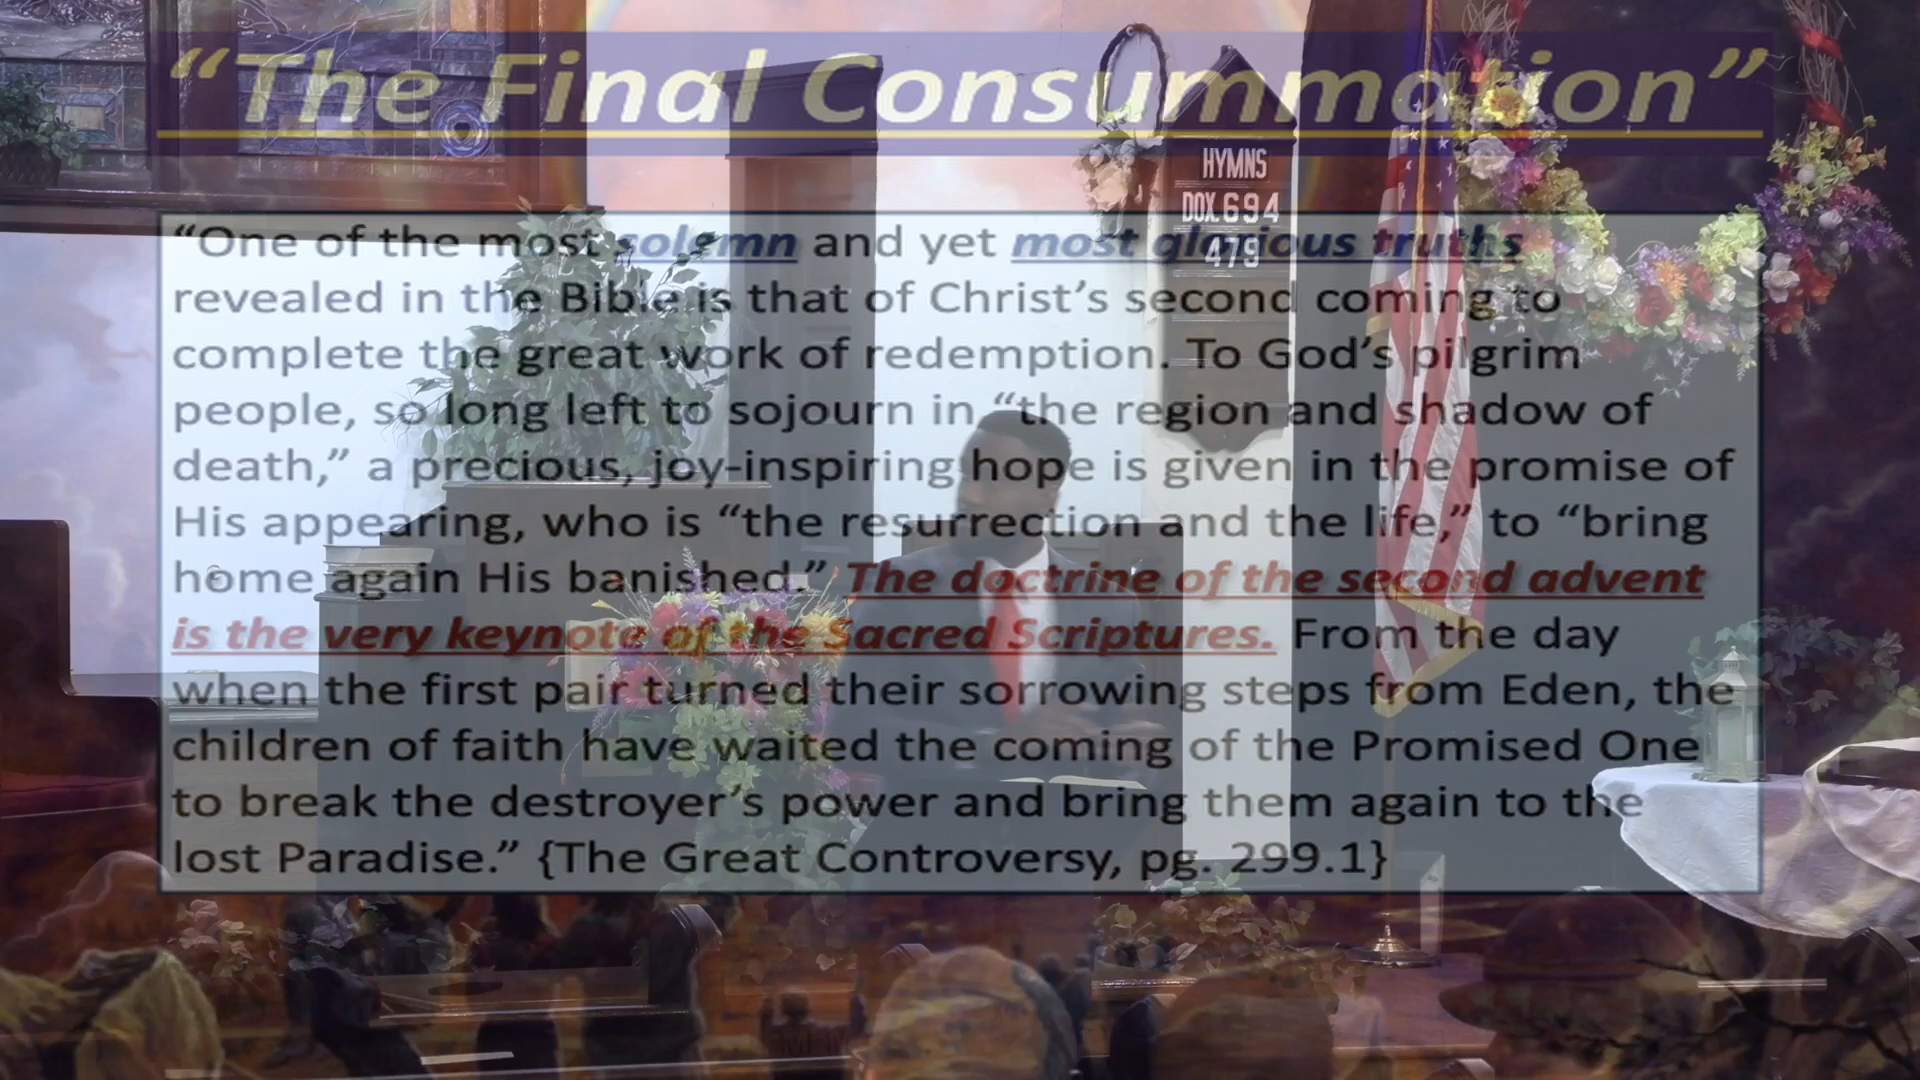 “The Final Consummation”
HYMNS
DOX.694
479
“One of the most solemn and yet most glorious truths
revealed in the Bible is that of Christ’s second coming to
complete the great work of redemption. To God’s pilgrim
people, so long left to sojourn in “the region and shadow of
death,” a precious, joy-inspiring hope is given in the promise of
His appearing, who is “the resurrection and the life,” to “bring
home again His banished.” The doctrine of the second advent
is the very keynote of the Sacred Scriptures. From the day
when the first pair turned their sorrowing steps from Eden, the
children of faith have waited the coming of the Promised One
to break the destroyer’s power and bring them again to the
lost Paradise.” {The Great Controversy, pg. 299.1}